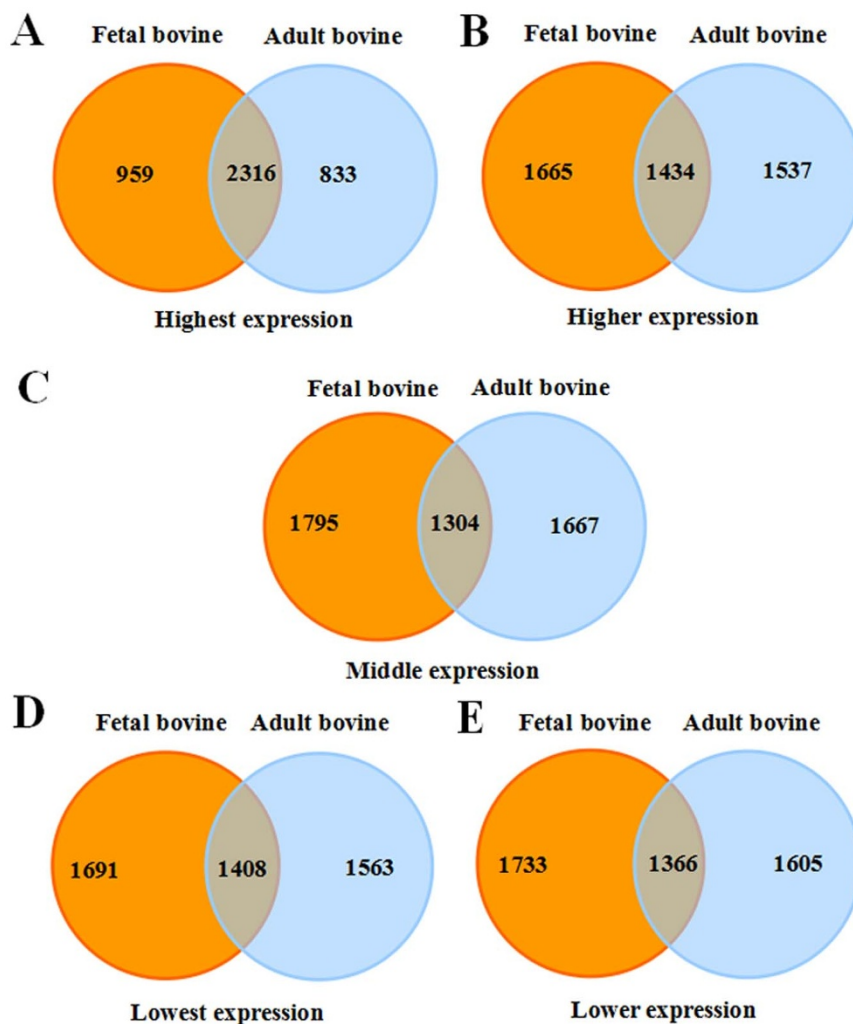 A
Fetal bovine Adult bovine
959 2316 833
Highest expression
B
Fetal bovine Adult bovine
1665 1434 1537
Higher expression
C
Fetal bovine Adult bovine
1795 1304 1667
Middle expression
D
Fetal bovine Adult bovine
1691 1408 1563
Lowest expression
E
Fetal bovine Adult bovine
1733 1366 1605
Lower expression